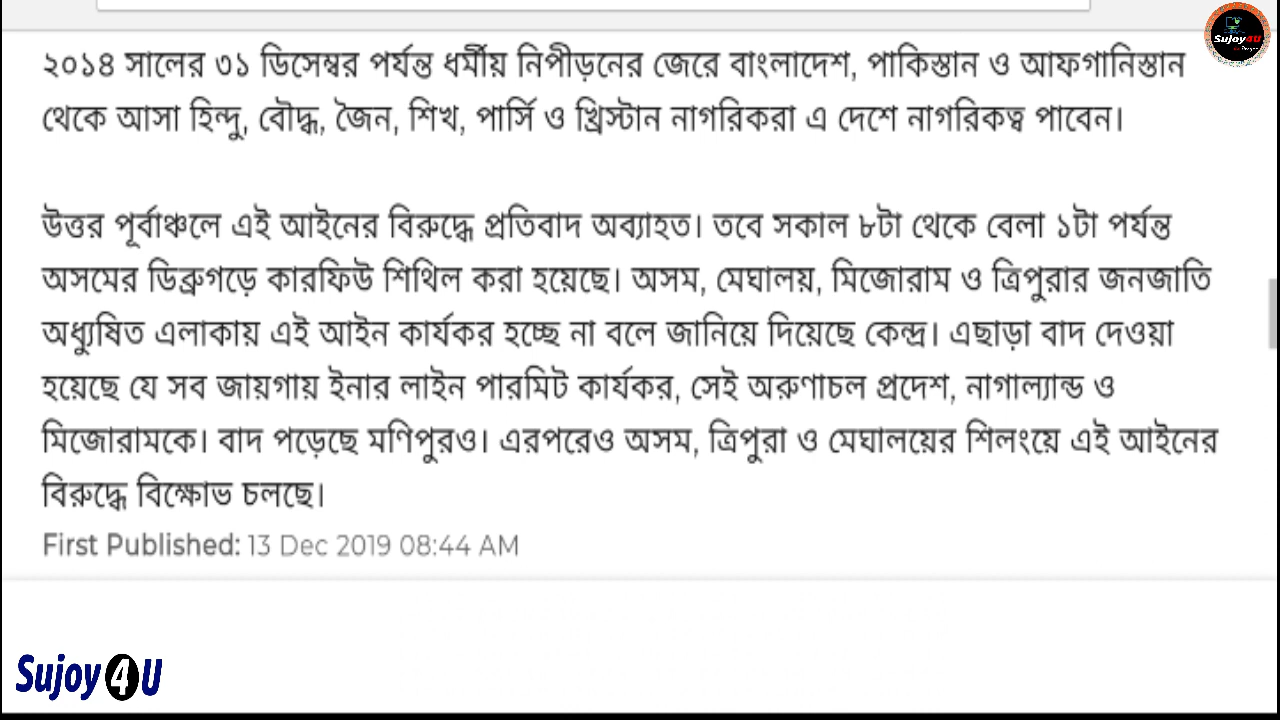 Sujoy4U
২০১৪ সালের ৩১ ডিসেম্বর পর্যন্ত ধর্মীয় নিপীড়নের জেরে বাংলাদেশ, পাকিস্তান ও আফগানিস্তান
থেকে আসা হিন্দু, বৌদ্ধ, জৈন, শিখ, পার্সি ও খ্রিস্টান নাগরিকরা এ দেশে নাগরিকত্ব পাবেন।
উত্তর পূর্বাঞ্চলে এই আইনের বিরুদ্ধে প্রতিবাদ অব্যাহত। তবে সকাল ৮টা থেকে বেলা ১টা পর্যন্ত
অসমের ডিব্রুগড়ে কারফিউ শিথিল করা হয়েছে। অসম, মেঘালয়, মিজোরাম ও ত্রিপুরার জনজাতি
অধ্যুষিত এলাকায় এই আইন কার্যকর হচ্ছে না বলে জানিয়ে দিয়েছে কেন্দ্র। এছাড়া বাদ দেওয়া
হয়েছে যে সব জায়গায় ইনার লাইন পারমিট কার্যকর, সেই অরুণাচল প্রদেশ, নাগাল্যান্ড ও
মিজোরামকে। বাদ পড়েছে মণিপুরও। এরপরেও অসম, ত্রিপুরা ও মেঘালয়ের শিলংয়ে এই আইনের
বিরুদ্ধে বিক্ষোভ চলছে।
First Published: 13 Dec 2019 08:44 AM
Sujoy4U